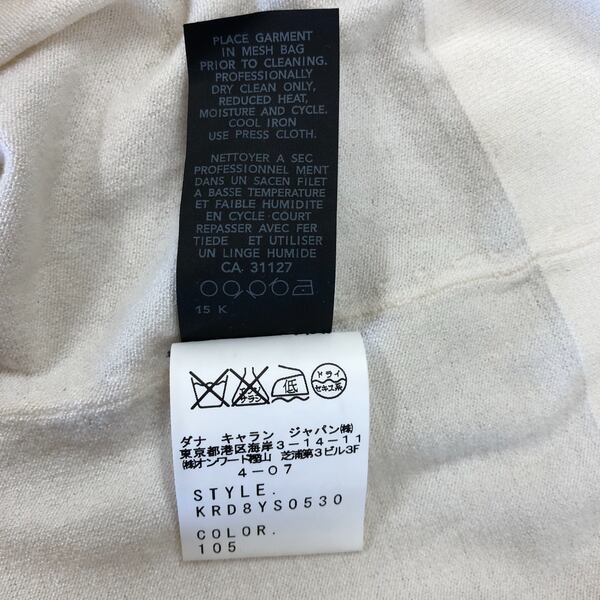 PLACE GARMENT
IN MESH BAG
PRIOR TO CLEANING.
PROFESSIONALLY
DRY CLEAN ONLY,
REDUCED HEAT,
MOISTURE AND CYCLE.
COOL IRON
USE PRESS CLOTH.
NETTOYER A SEC
PROFESSIONNEL MENT
DANS UN SACEN FILET
A BASSE TEMPERATURE
ET FAIBLE HUMIDITE
EN CYCLE COURT
REPASSER AVEC FER
TIEDE ET UTILISER
UN LINGE HUMIDE
CA. 31127
15 K
低
ドライ
セキユ系
ダナ キャラン ジャパン㈱
東京都港区海岸3-14-11
㈱オンワード樫山 芝浦第3ビル3F
4-07
STYLE.
KRD8YS0530
COLOR.
105